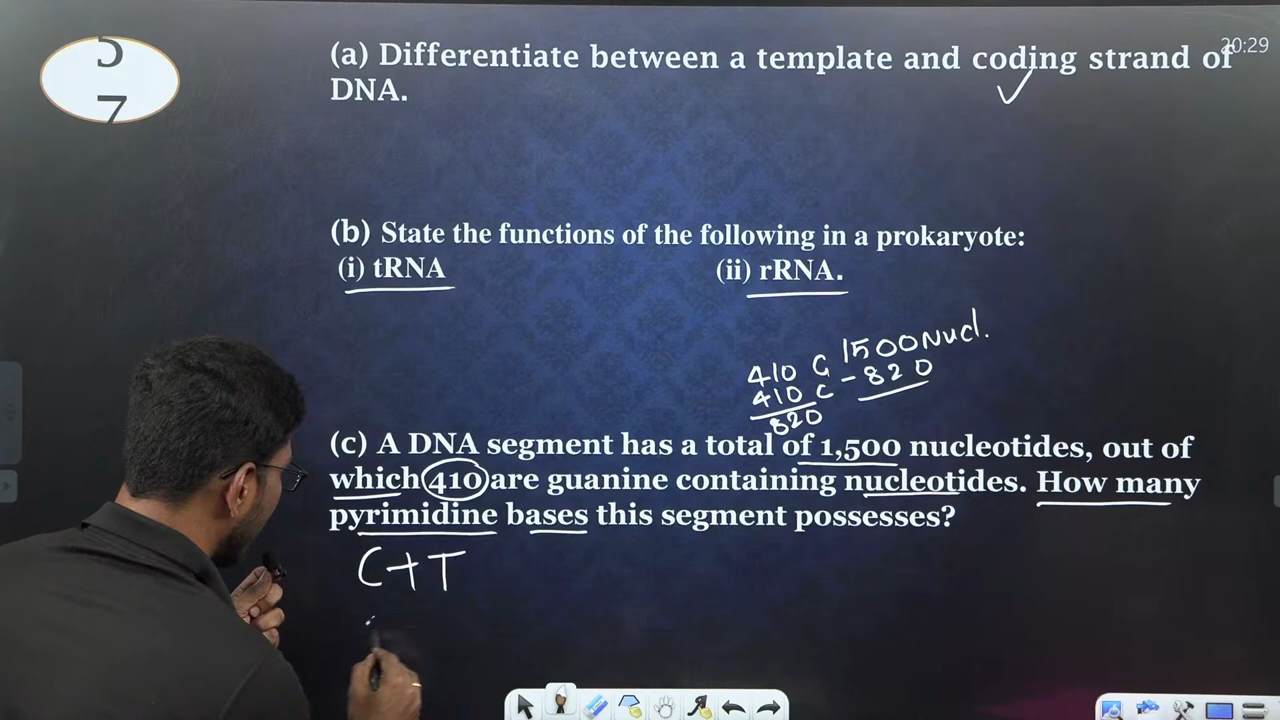 5
7
(a) Differentiate between a template and coding strand of
DNA.
20:29
(b) State the functions of the following in a prokaryote:
(i) tRNA (ii) rRNA.
410 G 1500 Nucl.
410 C - 820
820
(c) A DNA segment has a total of 1,500 nucleotides, out of
which 410 are guanine containing nucleotides. How many
pyrimidine bases this segment possesses?
C+T